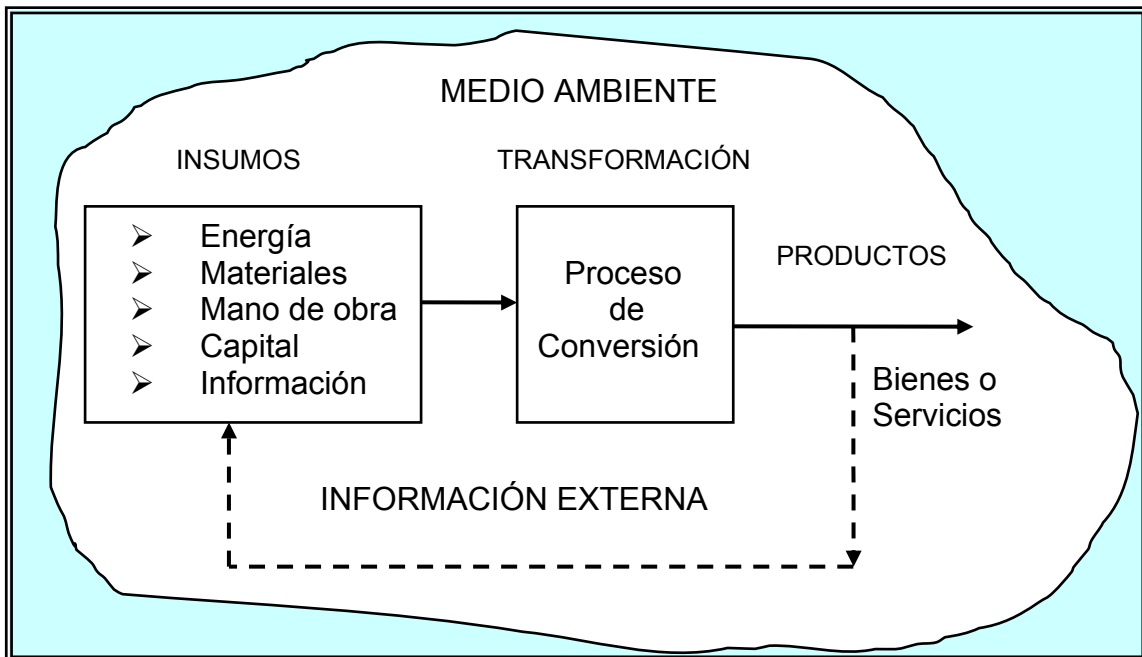 MEDIO AMBIENTE
INSUMOS
TRANSFORMACIÓN
➢ Energía
➢ Materiales
➢ Mano de obra
➢ Capital
➢ Información
Proceso
de
Conversión
PRODUCTOS
Bienes o
Servicios
INFORMACIÓN EXTERNA